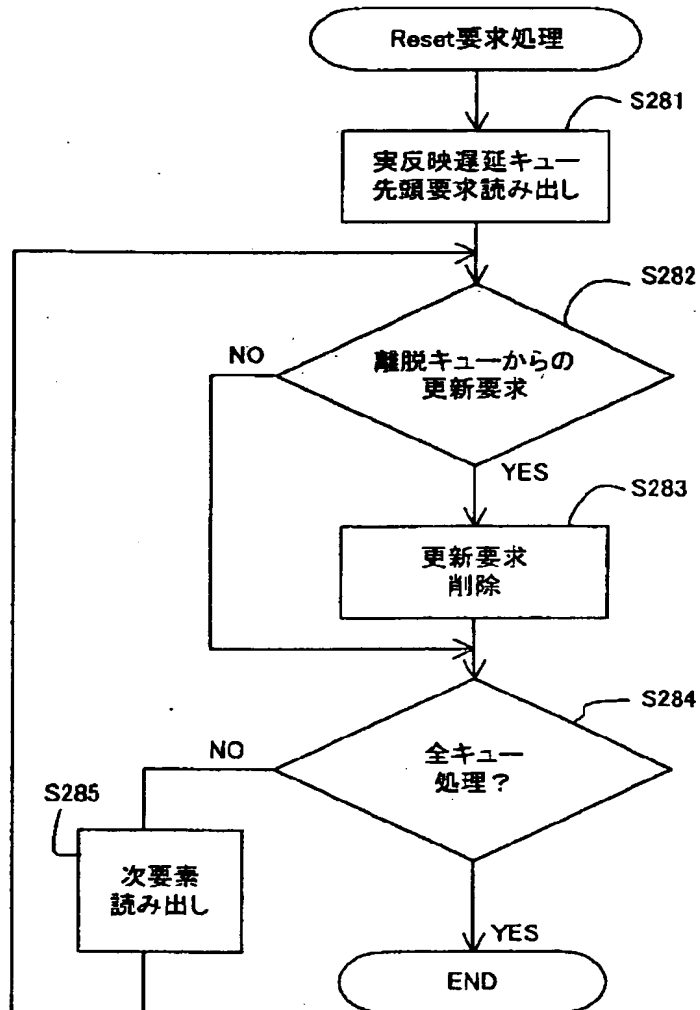 Reset要求処理
S281
実反映遅延キュー
先頭要求読み出し
S282
NO
離脱キューからの
更新要求
YES
S283
更新要求
削除
S284
NO
全キュー
処理？
S285
次要素
読み出し
YES
END